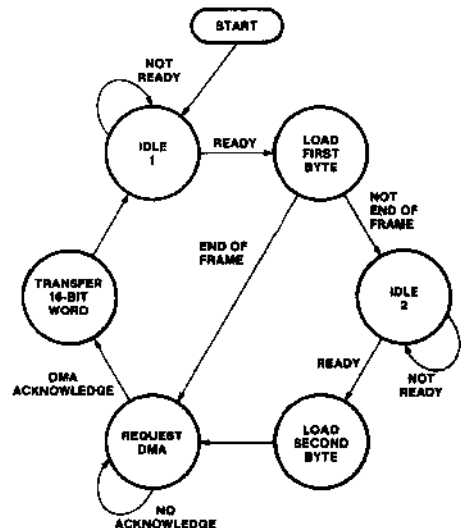 START
NOT
READY
IDLE
1
READY
LOAD
FIRST
BYTE
NOT
END OF
FRAME
END OF
FRAME
TRANSFER
16-BIT
WORD
IDLE
2
READY
NOT
READY
DMA
ACKNOWLEDGE
REQUEST
DMA
LOAD
SECOND
BYTE
NO
ACKNOWLEDGE